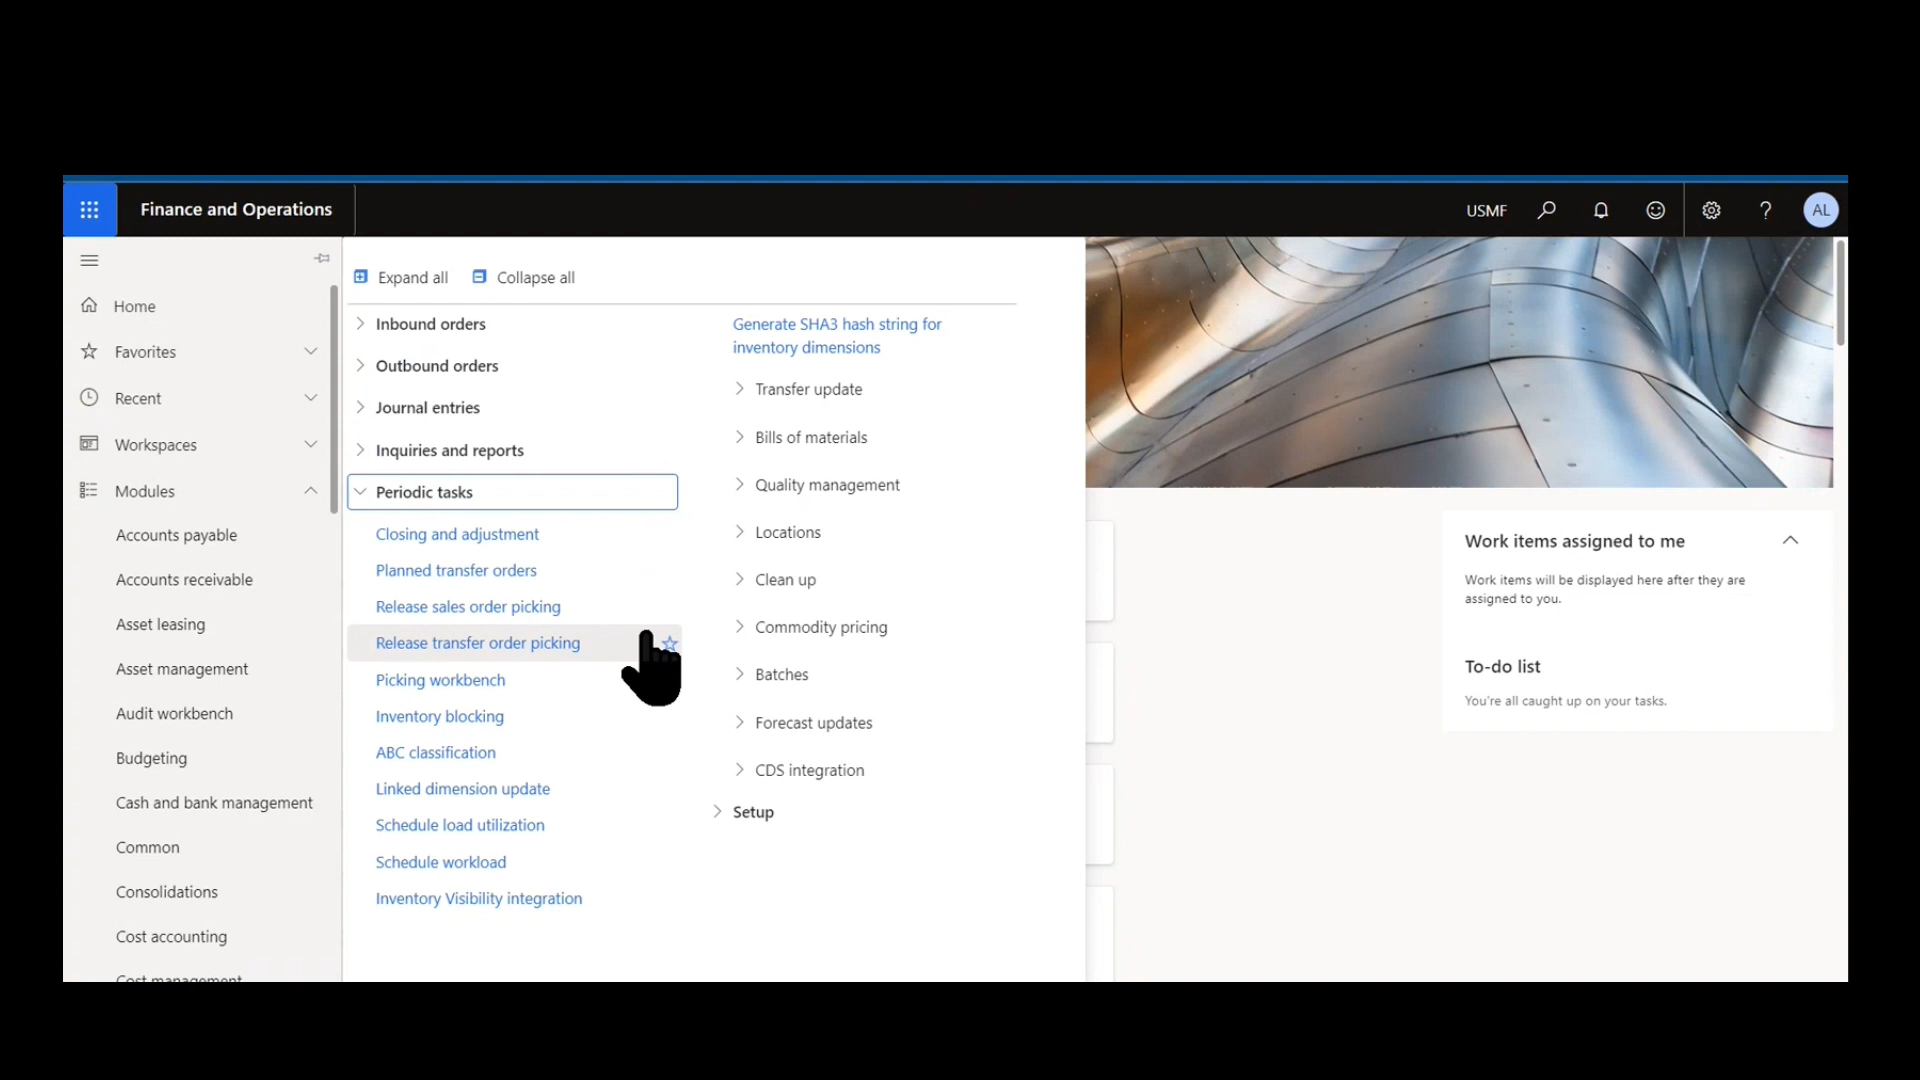 Finance and Operations
USMF
AL
Expand all
Collapse all
Home
Favorites
Recent
Workspaces
Modules
Accounts payable
Accounts receivable
Asset leasing
Asset management
Audit workbench
Budgeting
Cash and bank management
Common
Consolidations
Cost accounting
Cost management
Inbound orders
Outbound orders
Journal entries
Inquiries and reports
Periodic tasks
Closing and adjustment
Planned transfer orders
Release sales order picking
Release transfer order picking
Picking workbench
Inventory blocking
ABC classification
Linked dimension update
Schedule load utilization
Schedule workload
Inventory Visibility integration
Generate SHA3 hash string for
inventory dimensions
Transfer update
Bills of materials
Quality management
Locations
Clean up
Commodity pricing
Batches
Forecast updates
CDS integration
Setup
Work items assigned to me
Work items will be displayed here after they are
assigned to you.
To-do list
You're all caught up on your tasks.